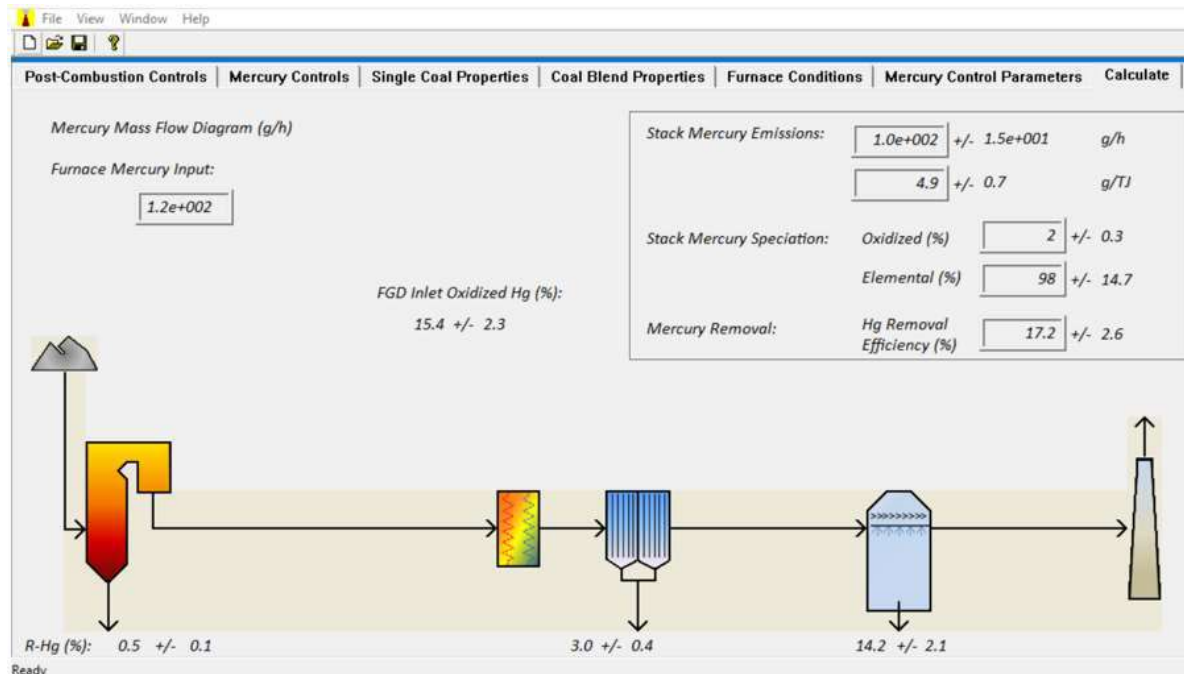 File View Window Help
Post-Combustion Controls Mercury Controls Single Coal Properties Coal Blend Properties Furnace Conditions Mercury Control Parameters Calculate
Mercury Mass Flow Diagram (g/h)
Furnace Mercury Input:
1.2e+002
Stack Mercury Emissions: 1.0e+002 +/- 1.5e+001 g/h
4.9 +/- 0.7 g/TJ
Stack Mercury Speciation: Oxidized (%) 2 +/- 0.3
Elemental (%) 98 +/- 14.7
Mercury Removal: Hg Removal Efficiency (%) 17.2 +/- 2.6
FGD Inlet Oxidized Hg (%):
15.4 +/- 2.3
R-Hg (%): 0.5 +/- 0.1 3.0 +/- 0.4 14.2 +/- 2.1
Ready